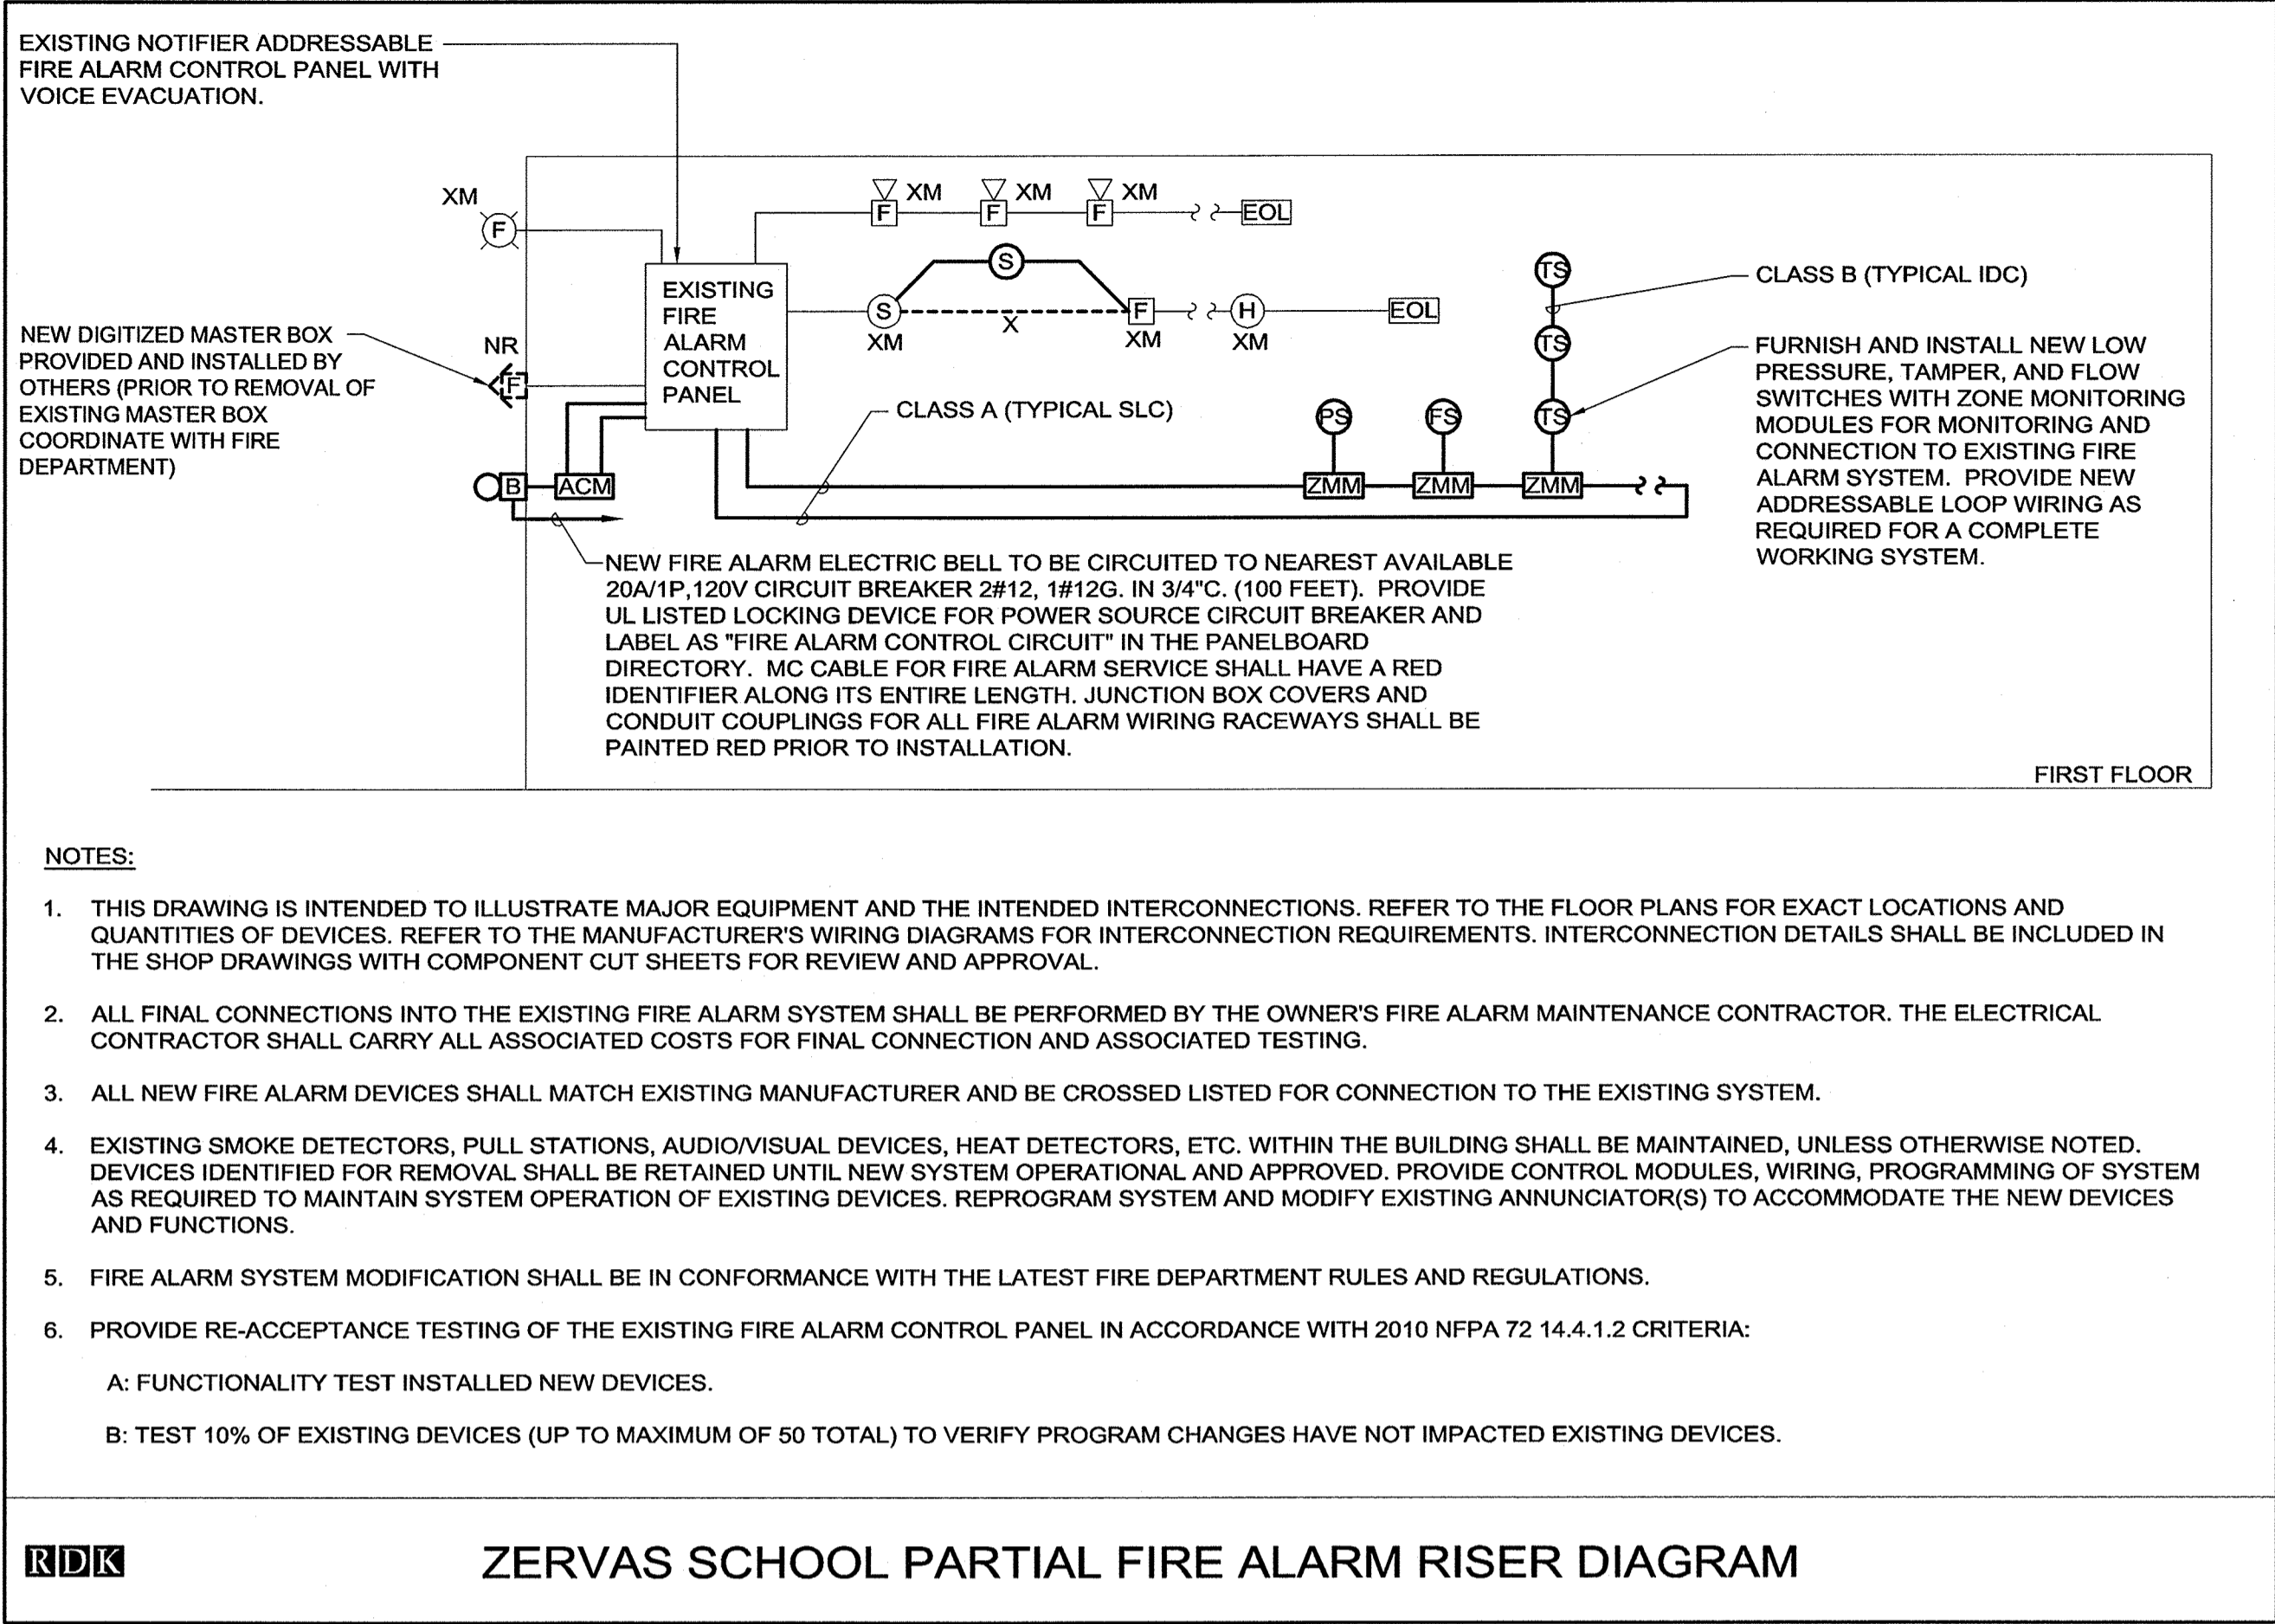 EXISTING NOTIFIER ADDRESSABLE
FIRE ALARM CONTROL PANEL WITH
VOICE EVACUATION.
XM
F
XM
F
XM
F
XM
F
EOL
EXISTING
FIRE
ALARM
CONTROL
PANEL
S
S
XM
X
F
XM
H
XM
EOL
TS
TS
TS
CLASS B (TYPICAL IDC)
NEW DIGITIZED MASTER BOX
PROVIDED AND INSTALLED BY
OTHERS (PRIOR TO REMOVAL OF
EXISTING MASTER BOX
COORDINATE WITH FIRE
DEPARTMENT)
NR
F
FURNISH AND INSTALL NEW LOW
PRESSURE, TAMPER, AND FLOW
SWITCHES WITH ZONE MONITORING
MODULES FOR MONITORING AND
CONNECTION TO EXISTING FIRE
ALARM SYSTEM. PROVIDE NEW
ADDRESSABLE LOOP WIRING AS
REQUIRED FOR A COMPLETE
WORKING SYSTEM.
CLASS A (TYPICAL SLC)
PS
FS
B
ACM
ZMM
ZMM
ZMM
NEW FIRE ALARM ELECTRIC BELL TO BE CIRCUITED TO NEAREST AVAILABLE
20A/1P,120V CIRCUIT BREAKER 2#12, 1#12G. IN 3/4"C. (100 FEET). PROVIDE
UL LISTED LOCKING DEVICE FOR POWER SOURCE CIRCUIT BREAKER AND
LABEL AS "FIRE ALARM CONTROL CIRCUIT" IN THE PANELBOARD
DIRECTORY. MC CABLE FOR FIRE ALARM SERVICE SHALL HAVE A RED
IDENTIFIER ALONG ITS ENTIRE LENGTH. JUNCTION BOX COVERS AND
CONDUIT COUPLINGS FOR ALL FIRE ALARM WIRING RACEWAYS SHALL BE
PAINTED RED PRIOR TO INSTALLATION.
FIRST FLOOR
NOTES:
1. THIS DRAWING IS INTENDED TO ILLUSTRATE MAJOR EQUIPMENT AND THE INTENDED INTERCONNECTIONS. REFER TO THE FLOOR PLANS FOR EXACT LOCATIONS AND
QUANTITIES OF DEVICES. REFER TO THE MANUFACTURER'S WIRING DIAGRAMS FOR INTERCONNECTION REQUIREMENTS. INTERCONNECTION DETAILS SHALL BE INCLUDED IN
THE SHOP DRAWINGS WITH COMPONENT CUT SHEETS FOR REVIEW AND APPROVAL.
2. ALL FINAL CONNECTIONS INTO THE EXISTING FIRE ALARM SYSTEM SHALL BE PERFORMED BY THE OWNER'S FIRE ALARM MAINTENANCE CONTRACTOR. THE ELECTRICAL
CONTRACTOR SHALL CARRY ALL ASSOCIATED COSTS FOR FINAL CONNECTION AND ASSOCIATED TESTING.
3. ALL NEW FIRE ALARM DEVICES SHALL MATCH EXISTING MANUFACTURER AND BE CROSSED LISTED FOR CONNECTION TO THE EXISTING SYSTEM.
4. EXISTING SMOKE DETECTORS, PULL STATIONS, AUDIO/VISUAL DEVICES, HEAT DETECTORS, ETC. WITHIN THE BUILDING SHALL BE MAINTAINED, UNLESS OTHERWISE NOTED.
DEVICES IDENTIFIED FOR REMOVAL SHALL BE RETAINED UNTIL NEW SYSTEM OPERATIONAL AND APPROVED. PROVIDE CONTROL MODULES, WIRING, PROGRAMMING OF SYSTEM
AS REQUIRED TO MAINTAIN SYSTEM OPERATION OF EXISTING DEVICES. REPROGRAM SYSTEM AND MODIFY EXISTING ANNUNCIATOR(S) TO ACCOMMODATE THE NEW DEVICES
AND FUNCTIONS.
5. FIRE ALARM SYSTEM MODIFICATION SHALL BE IN CONFORMANCE WITH THE LATEST FIRE DEPARTMENT RULES AND REGULATIONS.
6. PROVIDE RE-ACCEPTANCE TESTING OF THE EXISTING FIRE ALARM CONTROL PANEL IN ACCORDANCE WITH 2010 NFPA 72 14.4.1.2 CRITERIA:
A: FUNCTIONALITY TEST INSTALLED NEW DEVICES.
B: TEST 10% OF EXISTING DEVICES (UP TO MAXIMUM OF 50 TOTAL) TO VERIFY PROGRAM CHANGES HAVE NOT IMPACTED EXISTING DEVICES.
RDK
ZERVAS SCHOOL PARTIAL FIRE ALARM RISER DIAGRAM